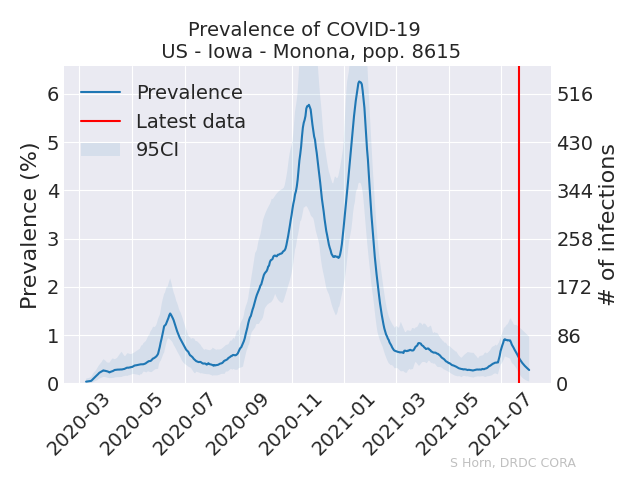 Prevalence of COVID-19
US - Iowa - Monona, pop. 8615
Prevalence
Latest data
95CI
Prevalence (%)
6
5
4
3
2
1
0
516
430
344
258
172
86
0
# of infections
2020-03
2020-05
2020-07
2020-09
2020-11
2021-01
2021-03
2021-05
2021-07
S Horn, DRDC CORA